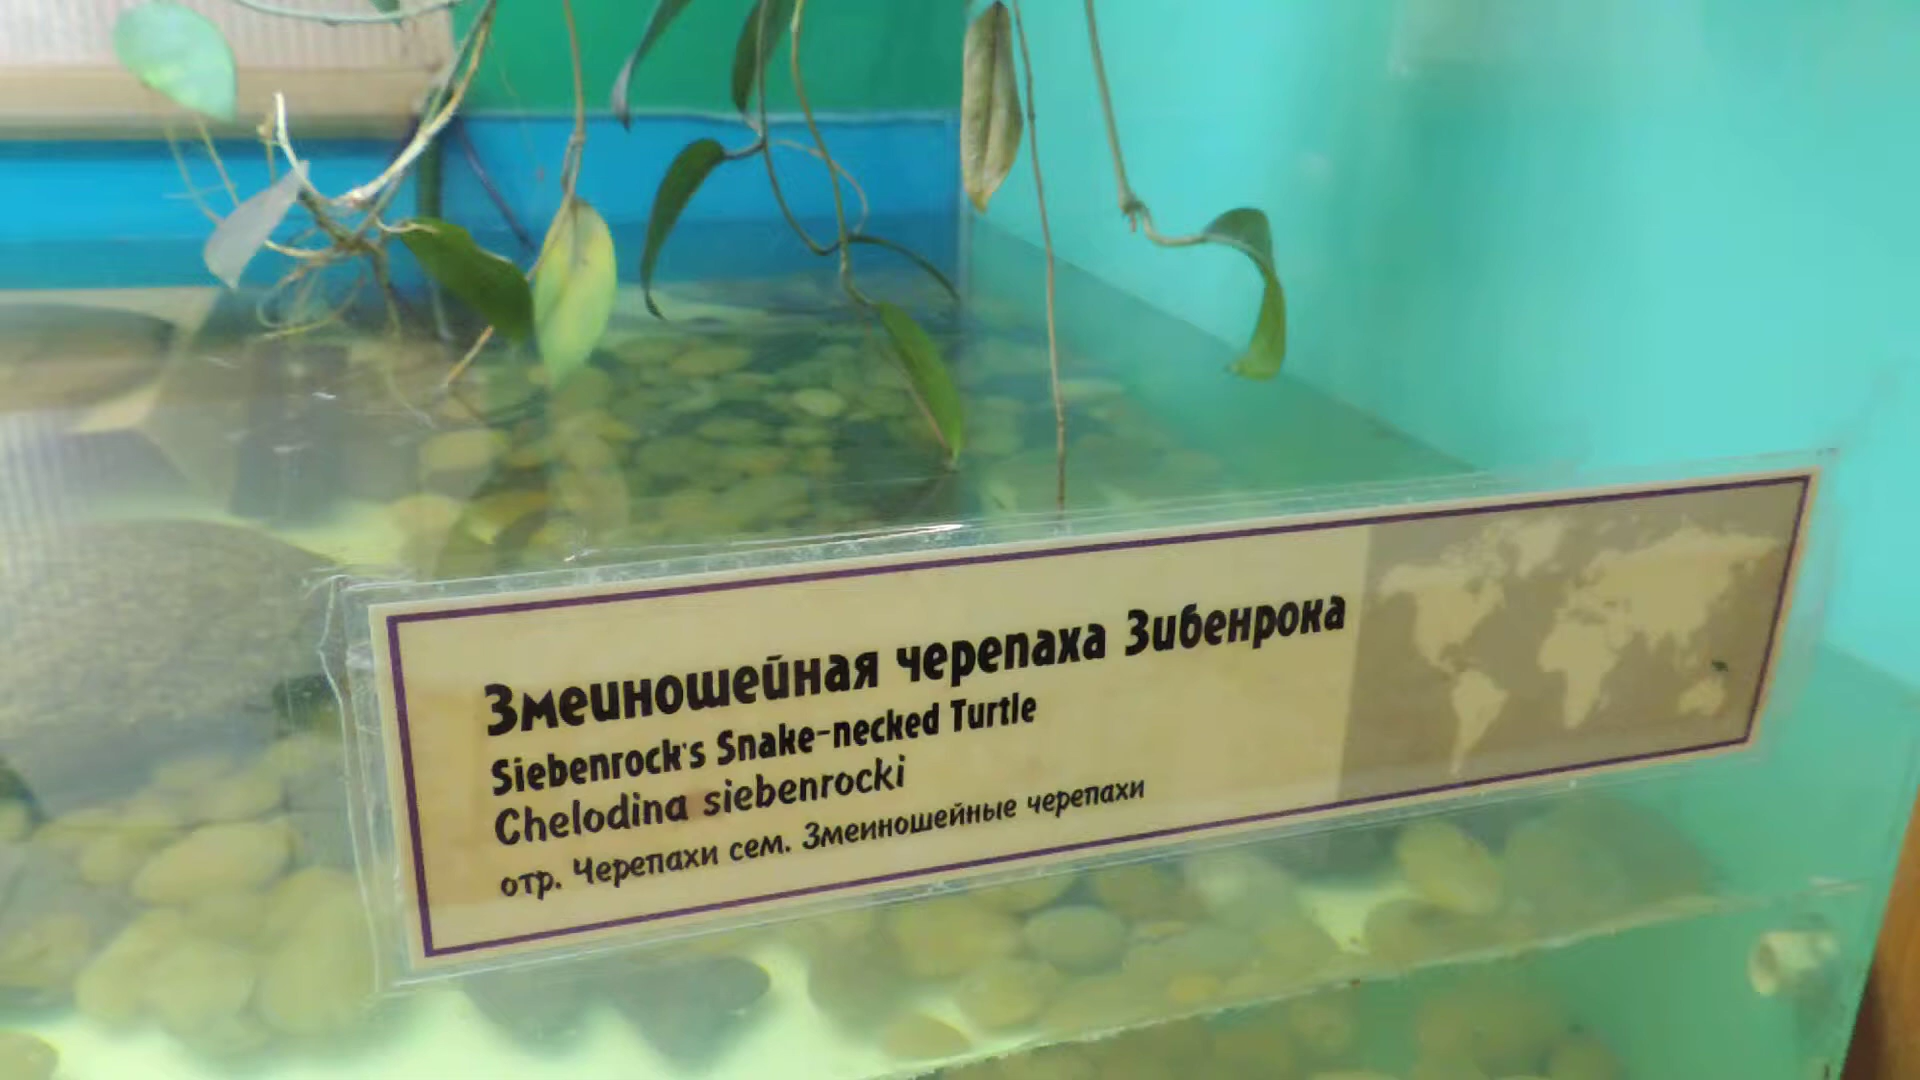 Змеиношейная черепаха Зибенрока
Siebenrock's Snake-necked Turtle
Chelodina siebenrocki
отр. Черепахи сем. Змеиношейные черепахи